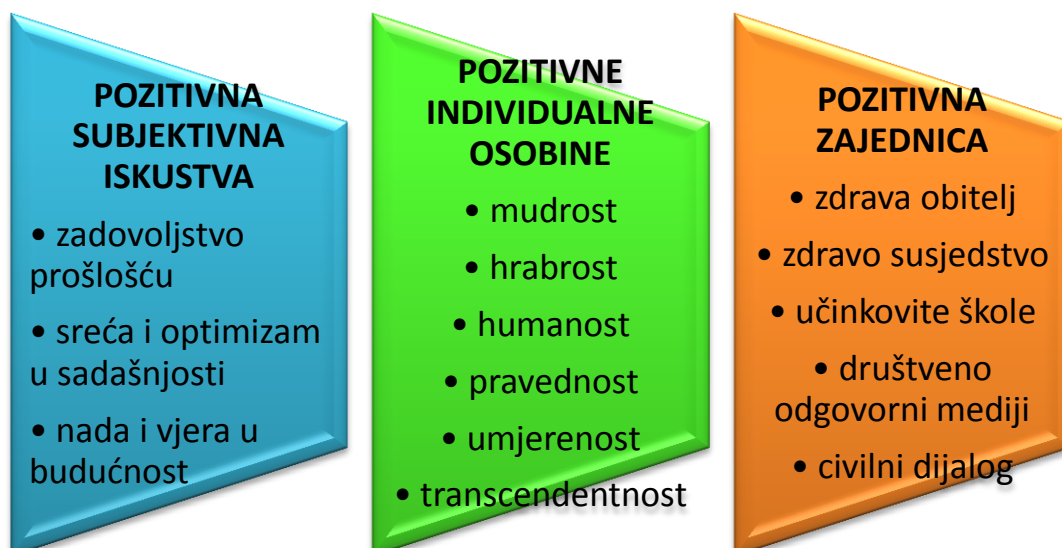 POZITIVNA
SUBJEKTIVNA
ISKUSTVA
• zadovoljstvo
prošlošću
• sreća i optimizam
u sadašnjosti
• nada i vjera u
budućnost
POZITIVNE
INDIVIDUALNE
OSOBINE
• mudrost
• hrabrost
• humanost
• pravednost
• umjerenost
• transcendentnost
POZITIVNA
ZAJEDNICA
• zdrava obitelj
• zdravo susjedstvo
• učinkovite škole
• društveno
odgovorni mediji
• civilni dijalog